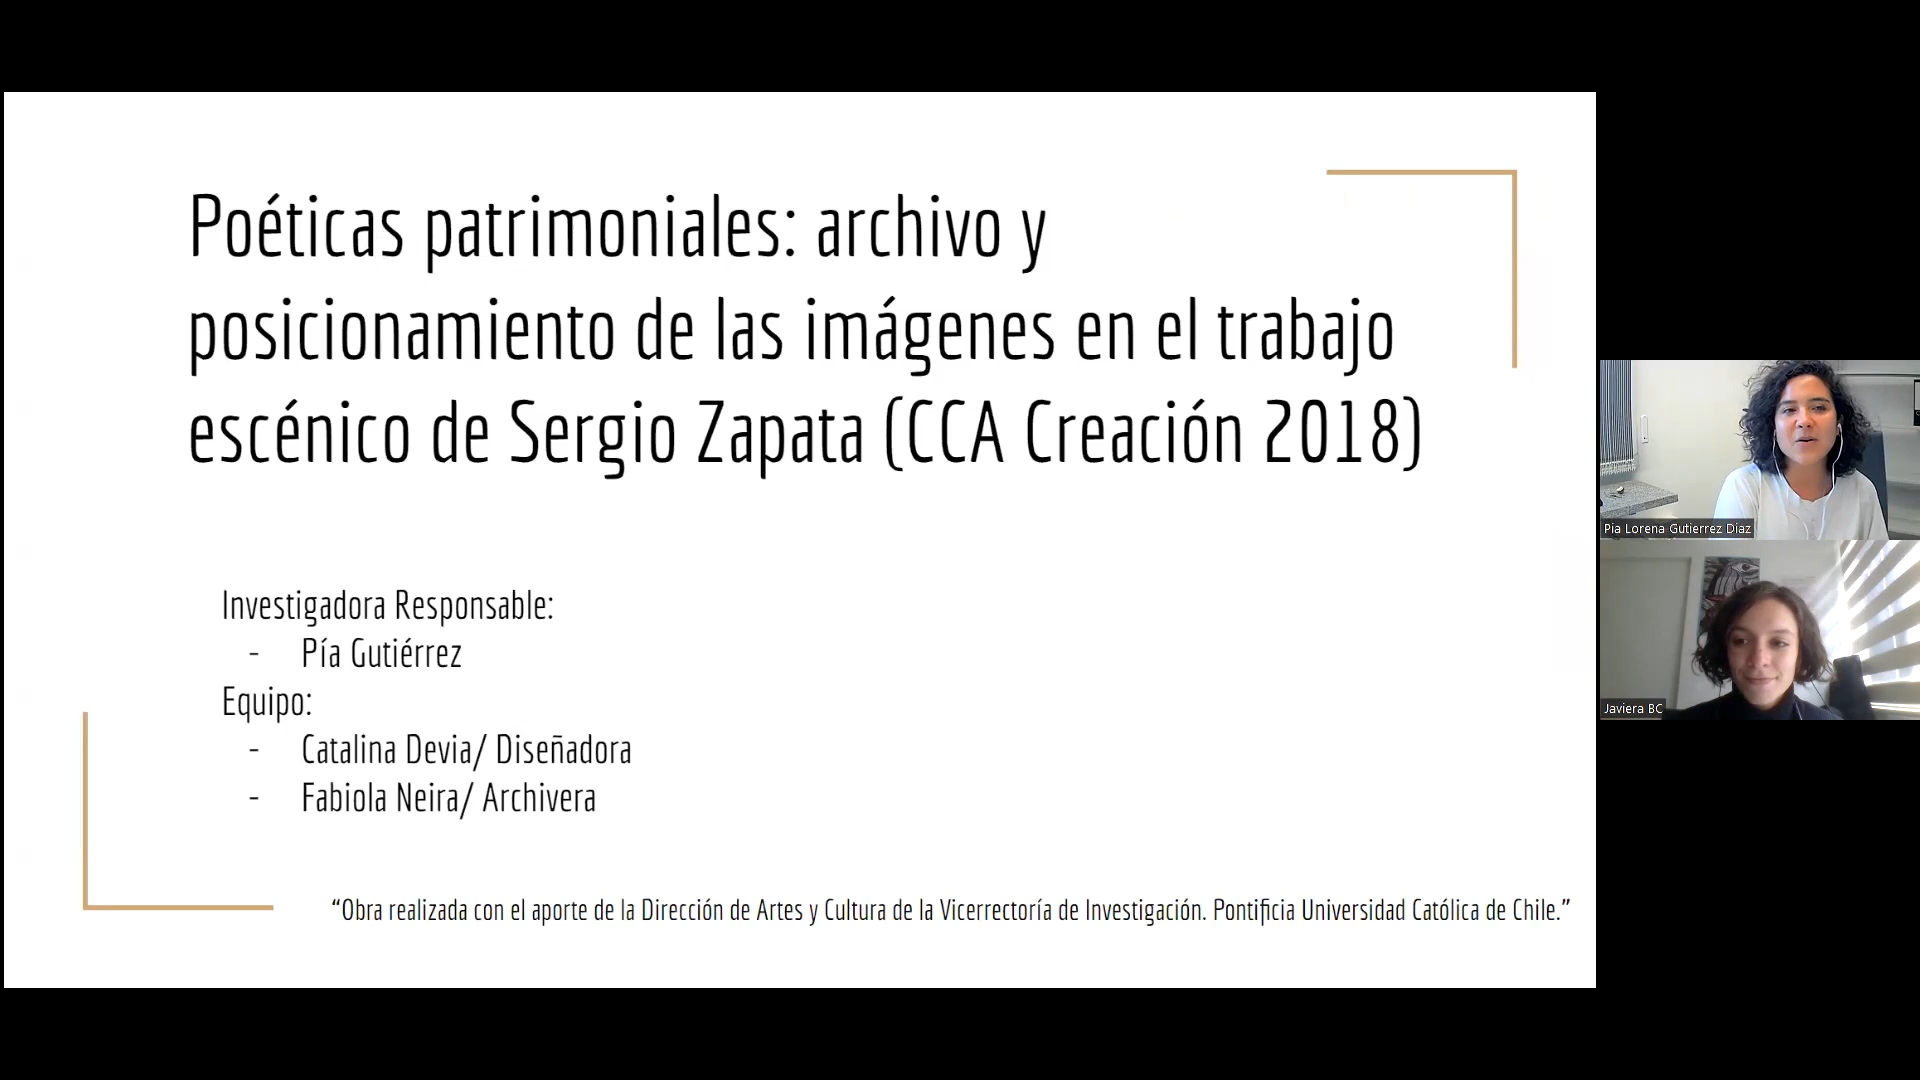 Poéticas patrimoniales: archivo y
posicionamiento de las imágenes en el trabajo
escénico de Sergio Zapata (CCA Creación 2018)
Investigadora Responsable:
- Pía Gutiérrez
Equipo:
- Catalina Devia/ Diseñadora
- Fabiola Neira/ Archivera
“Obra realizada con el aporte de la Dirección de Artes y Cultura de la Vicerrectoría de Investigación. Pontificia Universidad Católica de Chile.”
Pia Lorena Gutierrez Diaz
Javiera BC